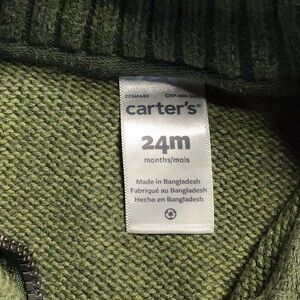 carter's®
24m
months/mois
Made in Bangladesh
Fabriqué au Bangladesh
Hecho en Bangladesh